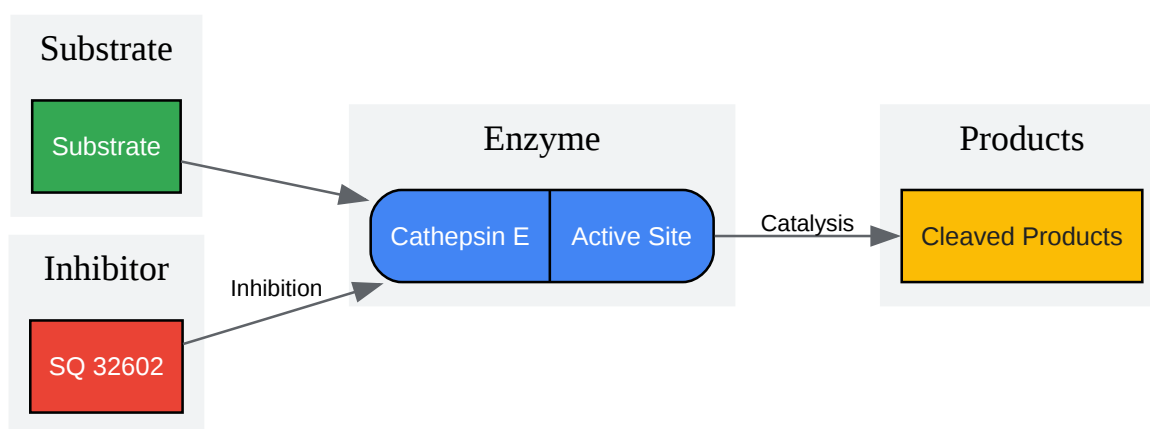 Substrate
Substrate
Inhibitor
SQ 32602
Inhibition
Enzyme
Cathepsin E
Active Site
Catalysis
Products
Cleaved Products